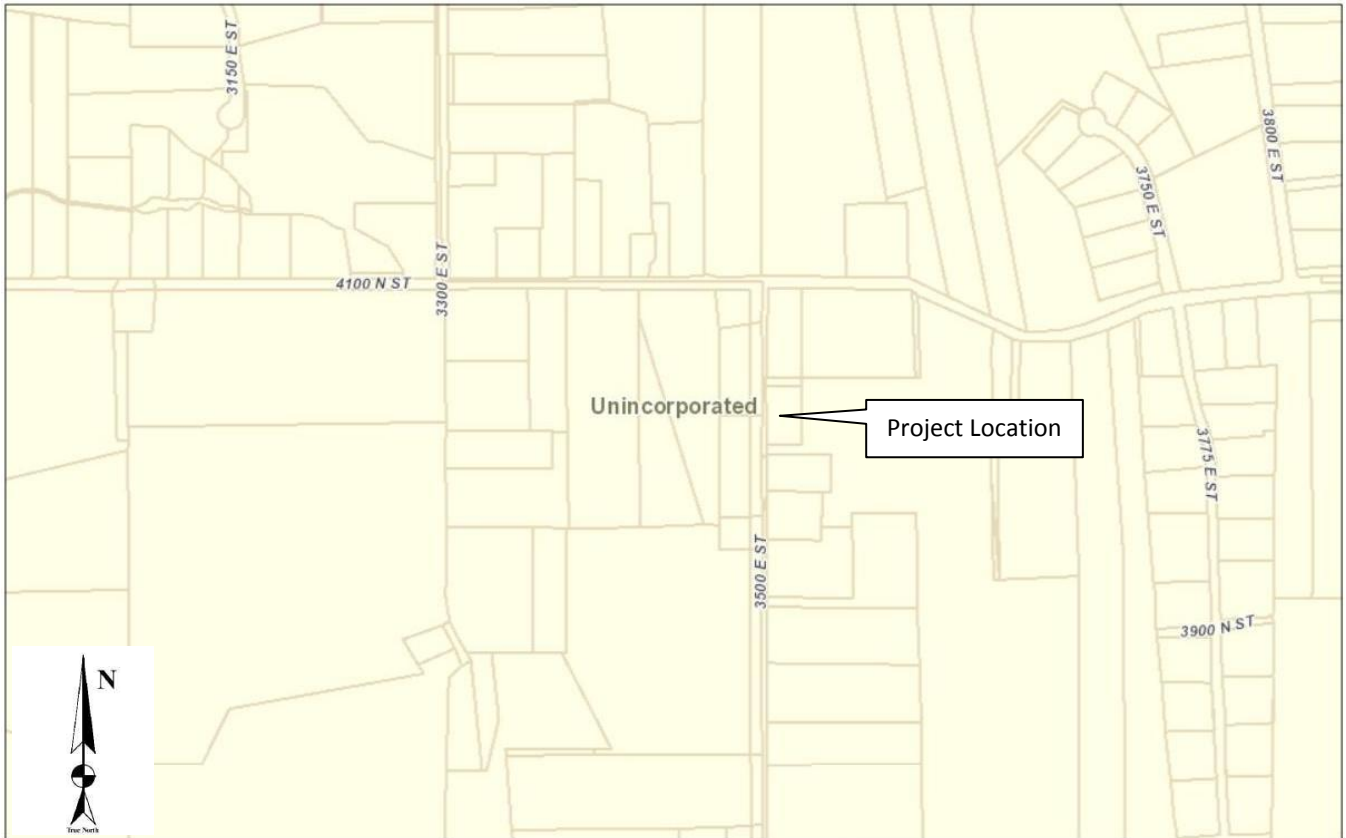 3150 E ST
3800 E ST
3750 E ST
3300 E ST
4100 N ST
Unincorporated
Project Location
3775 E ST
3500 E ST
3900 N ST
N
True North